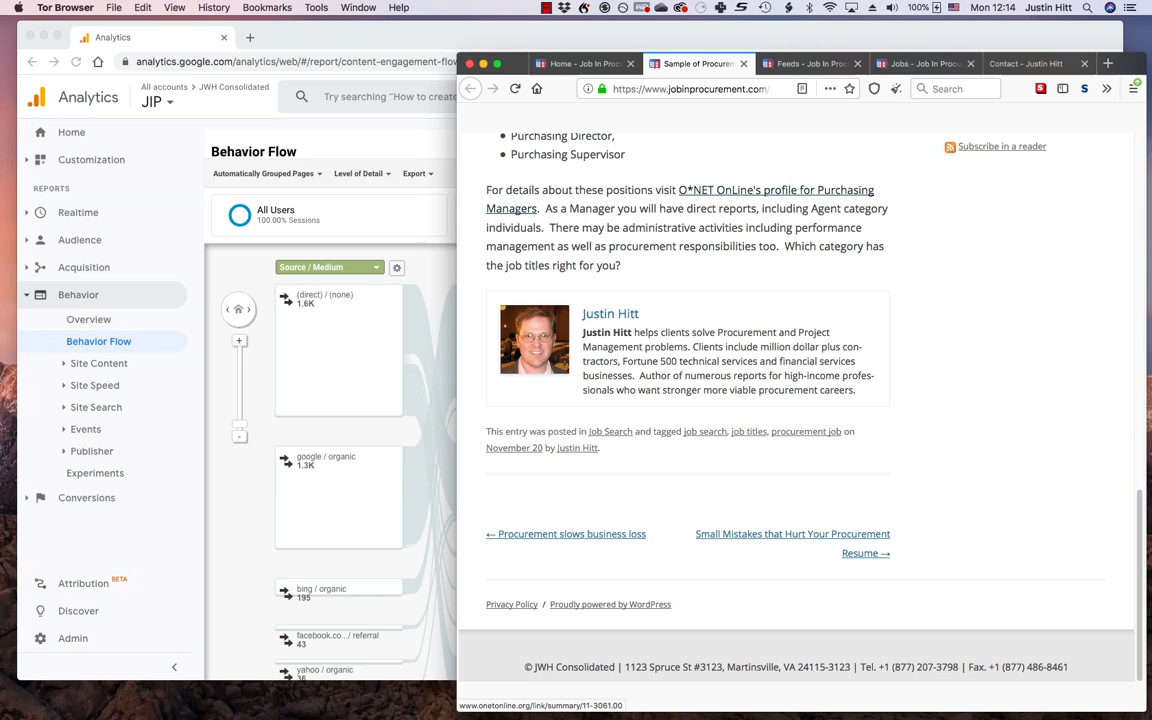 Tor Browser File Edit View History Bookmarks Tools Window Help 100% Mon 12:14 Justin Hitt
Analytics
analytics.google.com/analytics/web/#/report/content-engagement-flow
Analytics
All accounts > JWH Consolidated
JIP
Try searching "How to create
Home
Customization
REPORTS
Realtime
Audience
Acquisition
Behavior
Overview
Behavior Flow
Site Content
Site Speed
Site Search
Events
Publisher
Experiments
Conversions
Attribution BETA
Discover
Admin
Behavior Flow
Automatically Grouped Pages Level of Detail Export
All Users
100.00% Sessions
Source / Medium
(direct) / (none)
1.6K
google / organic
1.3K
bing / organic
195
facebook.co.../ referral
43
yahoo / organic
36
Home - Job In Proc Sample of Procurement Feeds - Job In Proc Jobs - Job In Procu Contact - Justin Hitt
https://www.jobinprocurement.com/
Search
• Purchasing Director,
• Purchasing Supervisor
Subscribe in a reader
For details about these positions visit O*NET OnLine's profile for Purchasing
Managers. As a Manager you will have direct reports, including Agent category
individuals. There may be administrative activities including performance
management as well as procurement responsibilities too. Which category has
the job titles right for you?
Justin Hitt
Justin Hitt helps clients solve Procurement and Project
Management problems. Clients include million dollar plus con-
tractors, Fortune 500 technical services and financial services
businesses. Author of numerous reports for high-income profes-
sionals who want stronger more viable procurement careers.
This entry was posted in Job Search and tagged job search, job titles, procurement job on
November 20 by Justin Hitt.
← Procurement slows business loss
Small Mistakes that Hurt Your Procurement
Resume →
Privacy Policy / Proudly powered by WordPress
© JWH Consolidated | 1123 Spruce St #3123, Martinsville, VA 24115-3123 | Tel. +1 (877) 207-3798 | Fax. +1 (877) 486-8461
www.onetonline.org/link/summary/11-3061.00